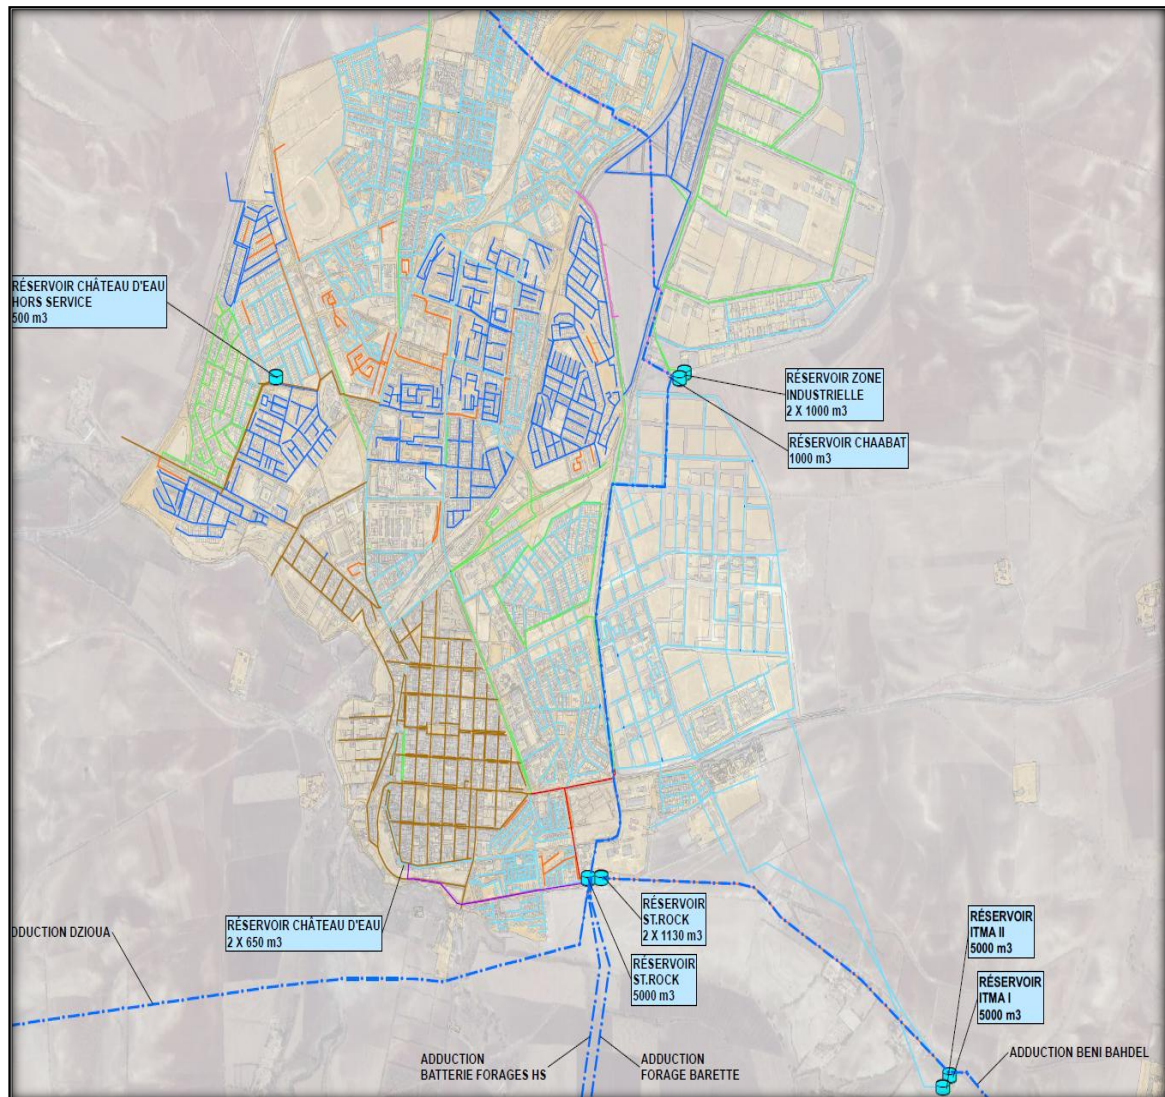 RÉSERVOIR CHÂTEAU D'EAU
HORS SERVICE
500 m3
RÉSERVOIR ZONE
INDUSTRIELLE
2 X 1000 m3
RÉSERVOIR CHAABAT
1000 m3
RÉSERVOIR CHÂTEAU D'EAU
2 X 650 m3
DDUCTION DZIOUA
RÉSERVOIR
ST.ROCK
2 X 1130 m3
RÉSERVOIR
ST.ROCK
5000 m3
RÉSERVOIR
ITMA II
5000 m3
RÉSERVOIR
ITMA I
5000 m3
ADDUCTION
BATTERIE FORAGES HS
ADDUCTION
FORAGE BARETTE
ADDUCTION BENI BAHDEL